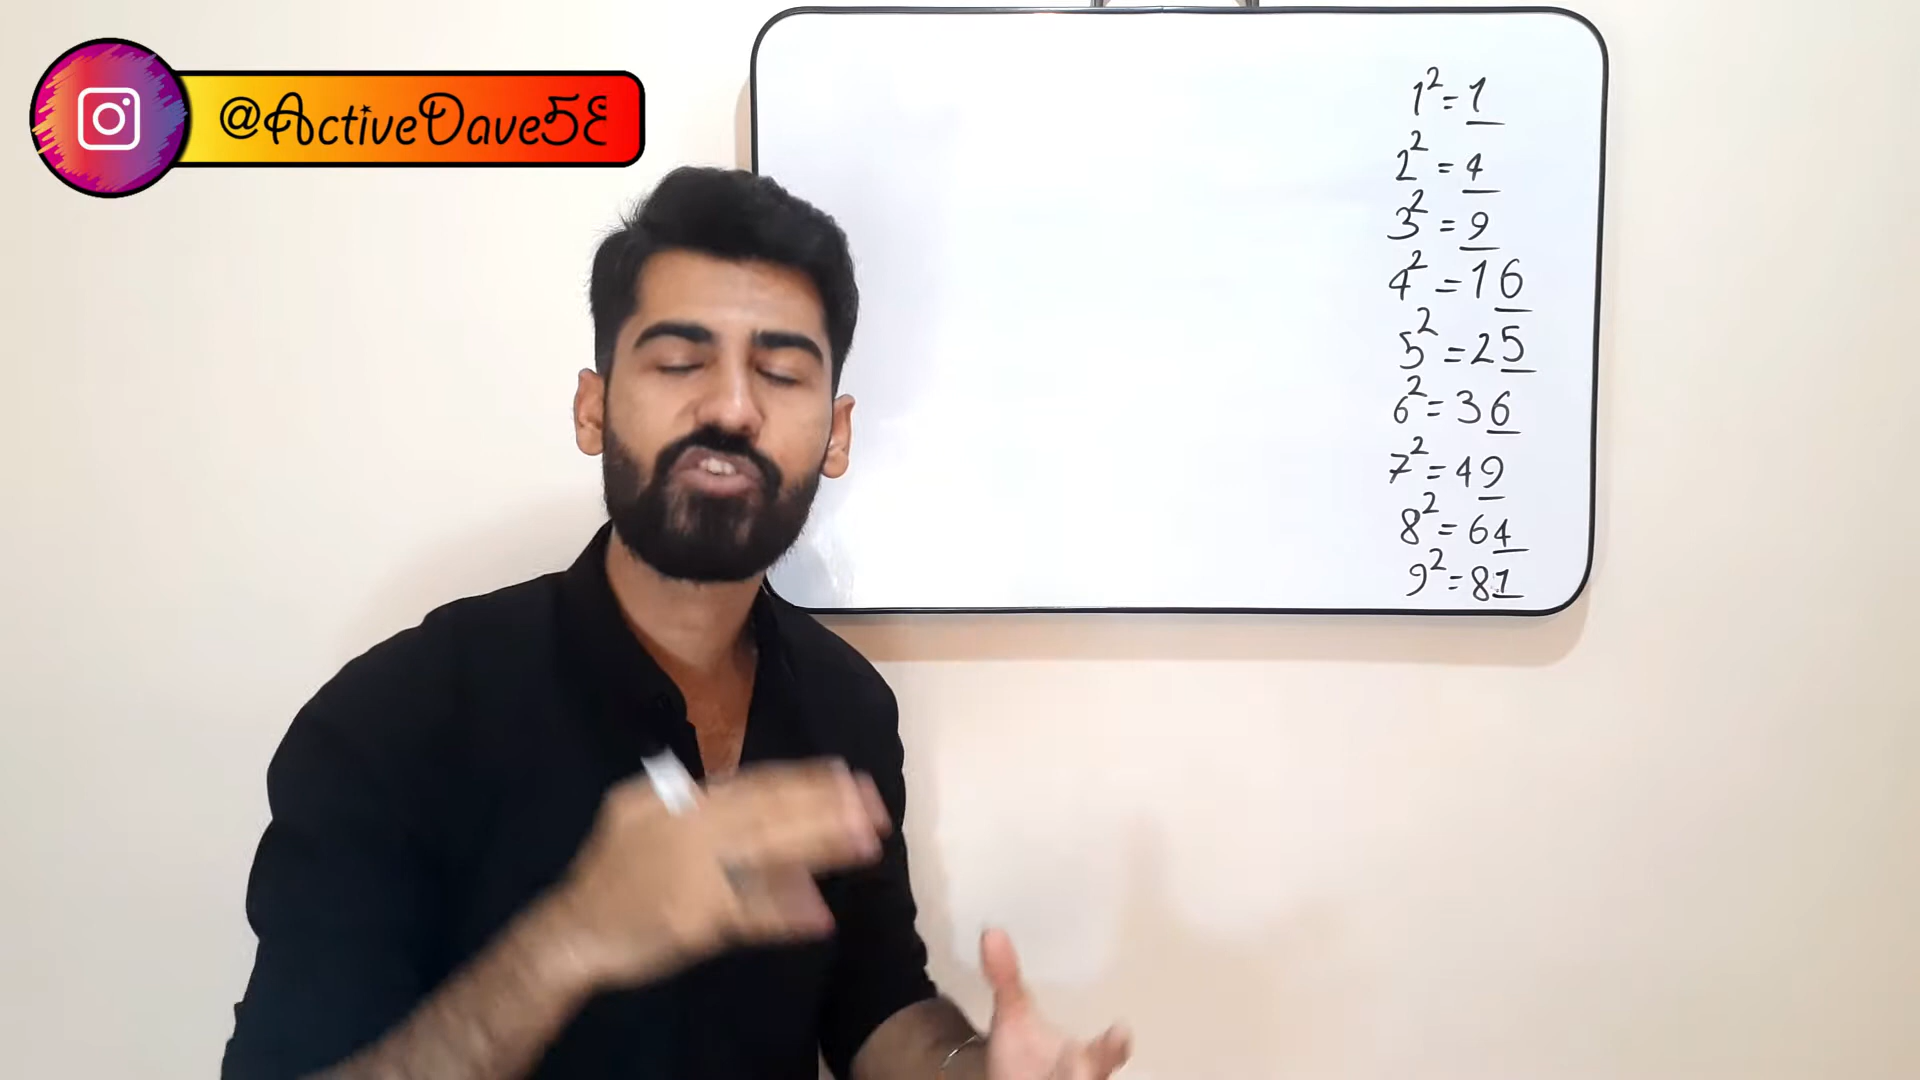 @ActiveDave5E
1² = 1
2² = 4
3² = 9
4² = 16
5² = 25
6² = 36
7² = 49
8² = 64
9² = 81